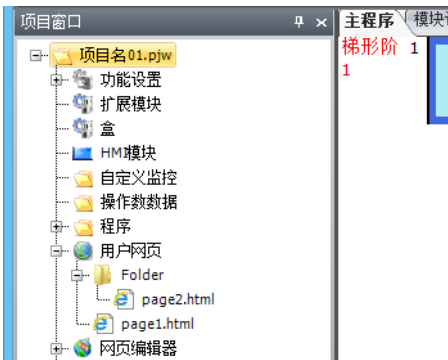 项目窗口
主程序
项目名01.pjw
梯形阶 1
功能设置
1
扩展模块
盒
HMI模块
自定义监控
操作数数据
程序
用户网页
Folder
page2.html
page1.html
网页编辑器